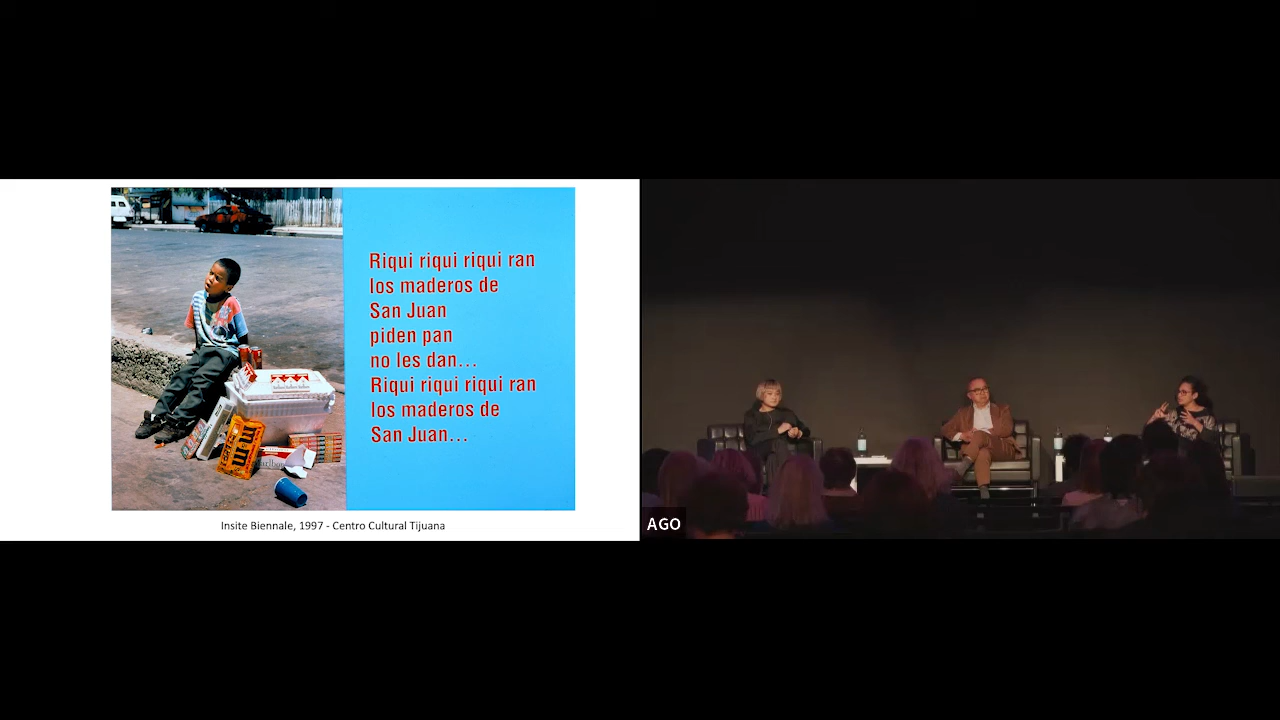 Riqui riqui riqui ran
los maderos de
San Juan
piden pan
no les dan...
Riqui riqui riqui ran
los maderos de
San Juan...
m&m
Marlboro
Insite Biennale, 1997 - Centro Cultural Tijuana
AGO